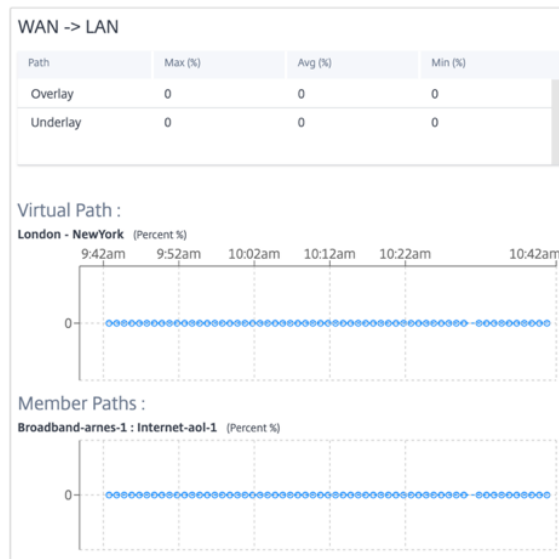 WAN -> LAN
Path Max (%) Avg (%) Min (%)
Overlay 0 0 0
Underlay 0 0 0
Virtual Path :
London - NewYork (Percent %)
9:42am 9:52am 10:02am 10:12am 10:22am 10:42am
0
Member Paths :
Broadband-arnes-1 : Internet-aol-1 (Percent %)
0